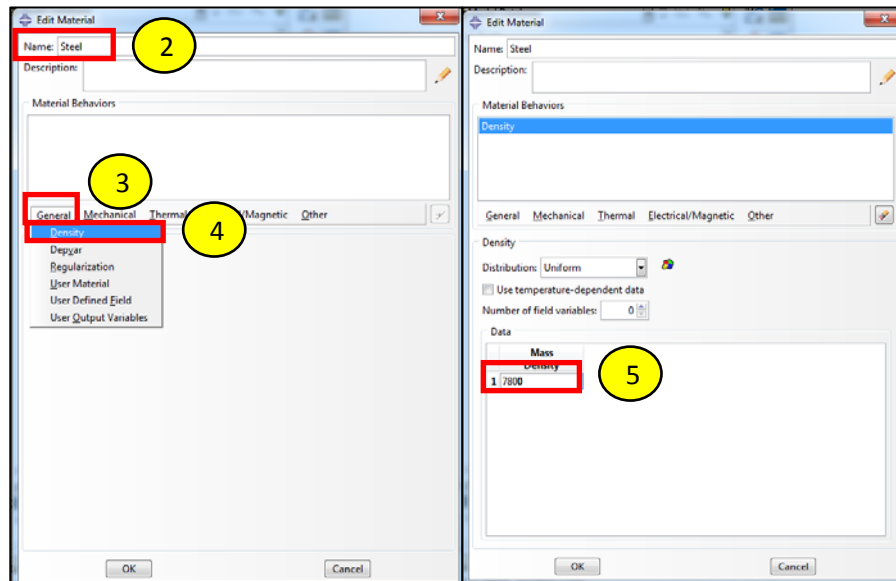 Edit Material
Name: Steel
2
Description:
Material Behaviors
3
General Mechanical Thermal /Magnetic Other
4
Density
Depvar
Regularization
User Material
User Defined Field
User Output Variables
OK Cancel
Edit Material
Name: Steel
Description:
Material Behaviors
Density
General Mechanical Thermal Electrical/Magnetic Other
Density
Distribution: Uniform
Use temperature-dependent data
Number of field variables: 0
Data
Mass
Density
1 7800
5
OK Cancel